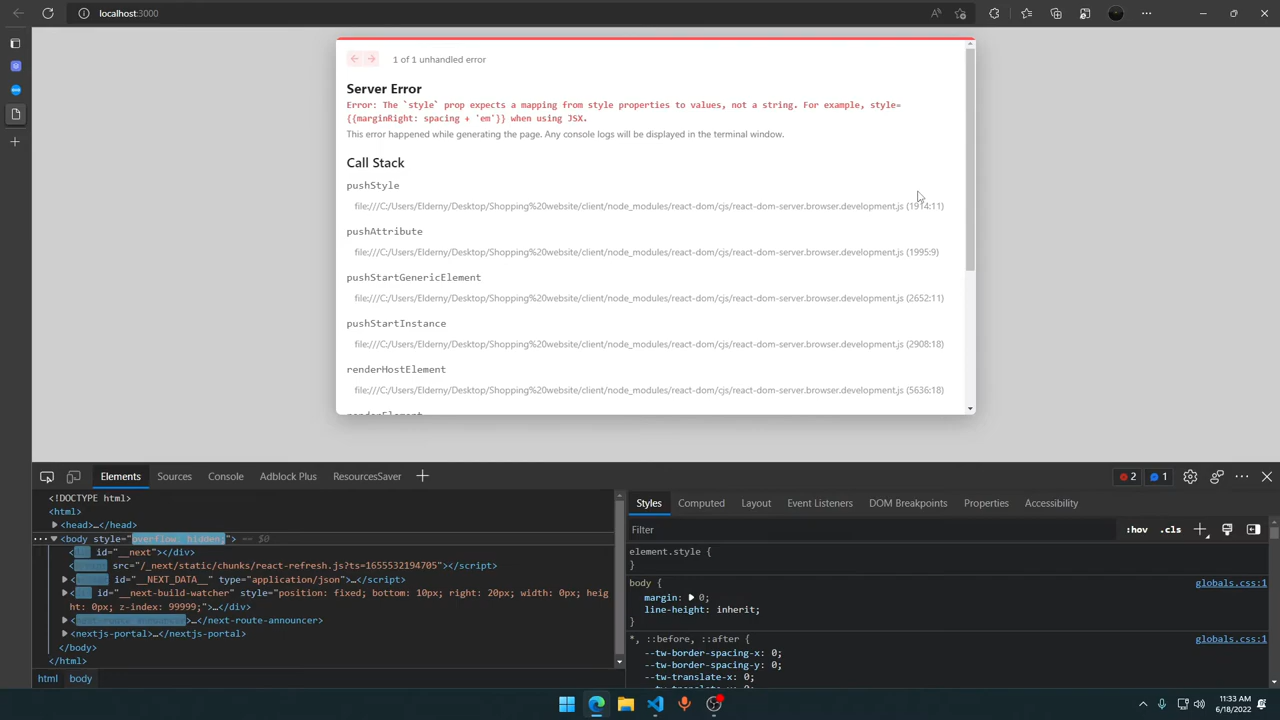 localhost:3000
1 of 1 unhandled error
Server Error
Error: The `style` prop expects a mapping from style properties to values, not a string. For example, style=
{{marginRight: spacing + 'em'}} when using JSX.
This error happened while generating the page. Any console logs will be displayed in the terminal window.
Call Stack
pushStyle
file:///C:/Users/Elderny/Desktop/Shopping%20website/client/node_modules/react-dom/cjs/react-dom-server.browser.development.js (1914:11)
pushAttribute
file:///C:/Users/Elderny/Desktop/Shopping%20website/client/node_modules/react-dom/cjs/react-dom-server.browser.development.js (1995:9)
pushStartGenericElement
file:///C:/Users/Elderny/Desktop/Shopping%20website/client/node_modules/react-dom/cjs/react-dom-server.browser.development.js (2652:11)
pushStartInstance
file:///C:/Users/Elderny/Desktop/Shopping%20website/client/node_modules/react-dom/cjs/react-dom-server.browser.development.js (2908:18)
renderHostElement
file:///C:/Users/Elderny/Desktop/Shopping%20website/client/node_modules/react-dom/cjs/react-dom-server.browser.development.js (5636:18)
Elements Sources Console Adblock Plus ResourcesSaver 2 1
<!DOCTYPE html>
<html>
<head>…</head>
<body style="overflow: hidden;"> == $0
< id="__next"></div>
< src="/_next/static/chunks/react-refresh.js?ts=1655532194705"></script>
< id="__NEXT_DATA__" type="application/json">…</script>
< id="__next-build-watcher" style="position: fixed; bottom: 10px; right: 20px; width: 0px; heig
ht: 0px; z-index: 99999;">…</div>
< >…</next-route-announcer>
<nextjs-portal>…</nextjs-portal>
</body>
</html>
html body
Styles Computed Layout Event Listeners DOM Breakpoints Properties Accessibility
Filter :hov .cls
element.style {
}
body { globals.css:1
margin: 0;
line-height: inherit;
}
*, ::before, ::after { globals.css:1
--tw-border-spacing-x: 0;
--tw-border-spacing-y: 0;
--tw-translate-x: 0;
11:33 AM
6/18/2022